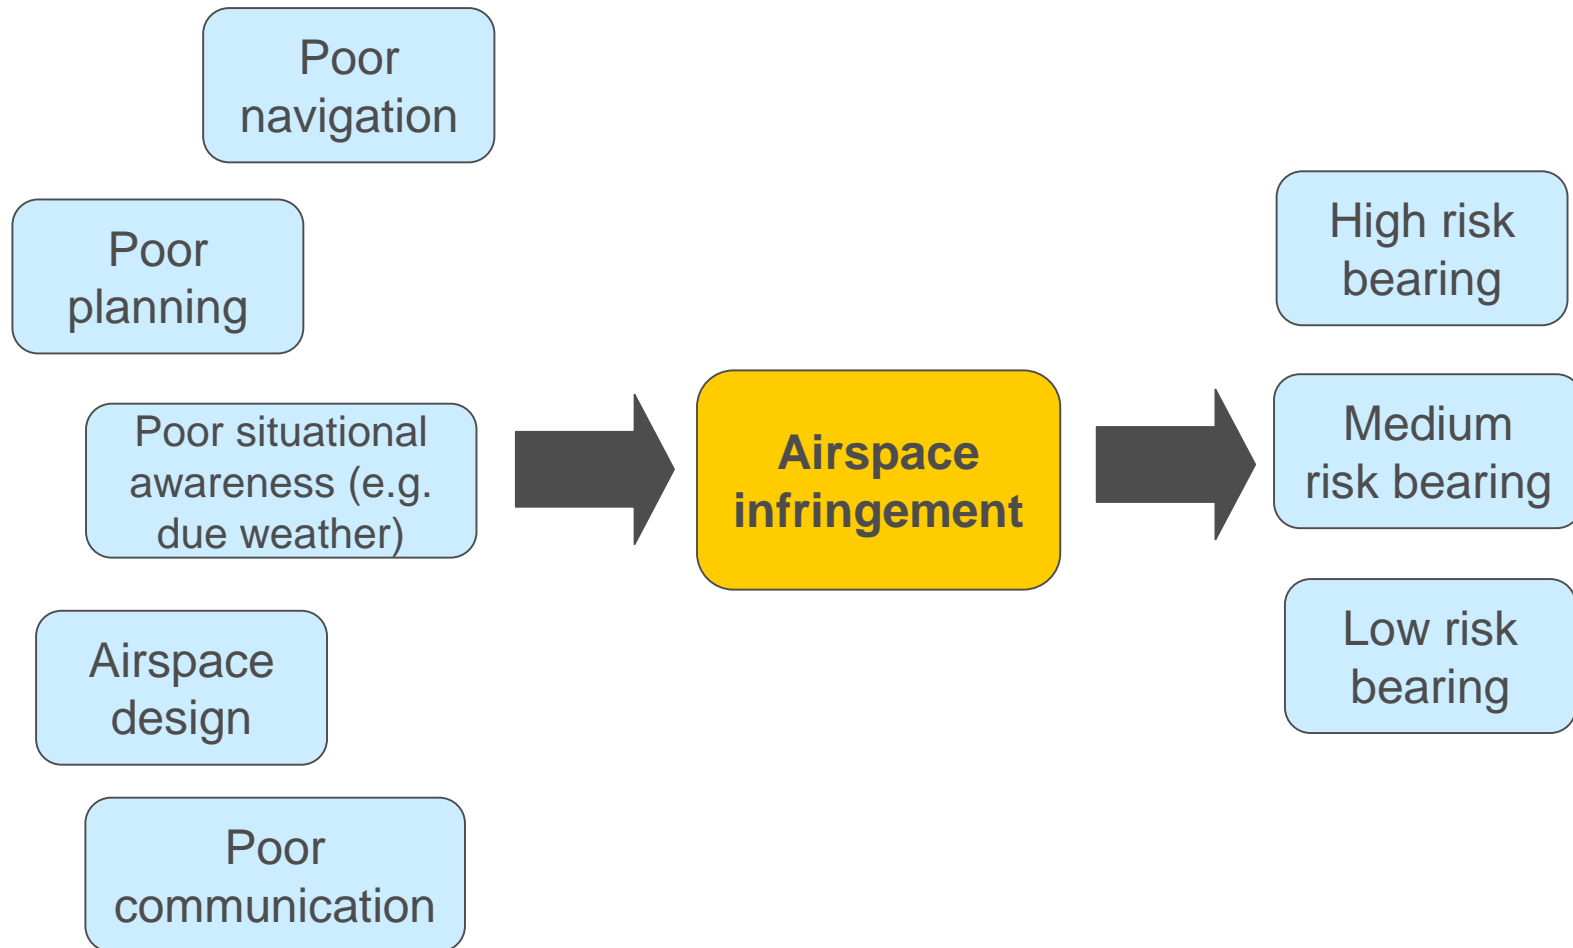 Poor
navigation
Poor
planning
Poor situational
awareness (e.g.
due weather)
Airspace
design
Poor
communication
Airspace
infringement
High risk
bearing
Medium
risk bearing
Low risk
bearing